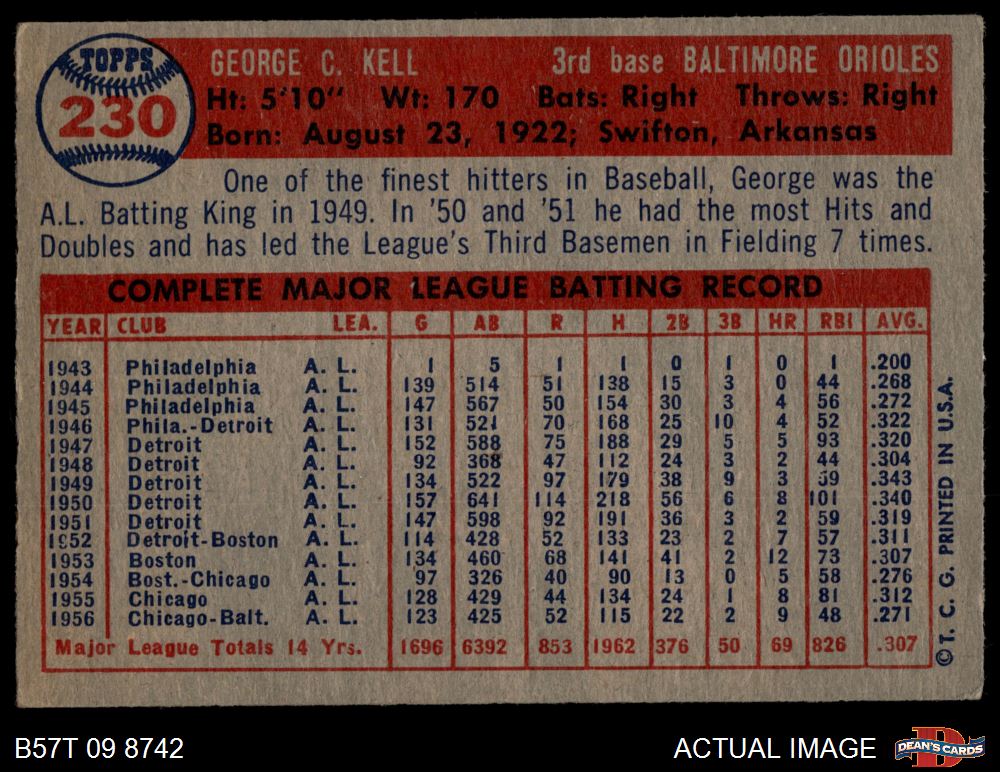 TOPPS
230
GEORGE C. KELL 3rd base BALTIMORE ORIOLES
Ht: 5'10" Wt: 170 Bats: Right Throws: Right
Born: August 23, 1922; Swifton, Arkansas
One of the finest hitters in Baseball, George was the
A.L. Batting King in 1949. In '50 and '51 he had the most Hits and
Doubles and has led the League's Third Basemen in Fielding 7 times.
COMPLETE MAJOR LEAGUE BATTING RECORD
YEAR CLUB LEA. G AB R H 2B 3B HR RBI AVG.
1943 Philadelphia A. L. 1 5 1 1 0 1 0 1 .200
1944 Philadelphia A. L. 139 514 51 138 15 3 0 44 .268
1945 Philadelphia A. L. 147 567 50 154 30 3 4 56 .272
1946 Phila.-Detroit A. L. 131 521 70 168 25 10 4 52 .322
1947 Detroit A. L. 152 588 75 188 29 5 5 93 .320
1948 Detroit A. L. 92 368 47 112 24 3 2 44 .304
1949 Detroit A. L. 134 522 97 179 38 9 3 59 .343
1950 Detroit A. L. 157 641 114 218 56 6 8 101 .340
1951 Detroit A. L. 147 598 92 191 36 3 2 59 .319
1952 Detroit-Boston A. L. 114 428 52 133 23 2 7 57 .311
1953 Boston A. L. 134 460 68 141 41 2 12 73 .307
1954 Bost.-Chicago A. L. 97 326 40 90 13 0 5 58 .276
1955 Chicago A. L. 128 429 44 134 24 1 8 81 .312
1956 Chicago-Balt. A. L. 123 425 52 115 22 2 9 48 .271
Major League Totals 14 Yrs. 1696 6392 853 1962 376 50 69 826 .307
© T. C. G. PRINTED IN U.S.A.
B57T 09 8742 ACTUAL IMAGE DEAN'S CARDS